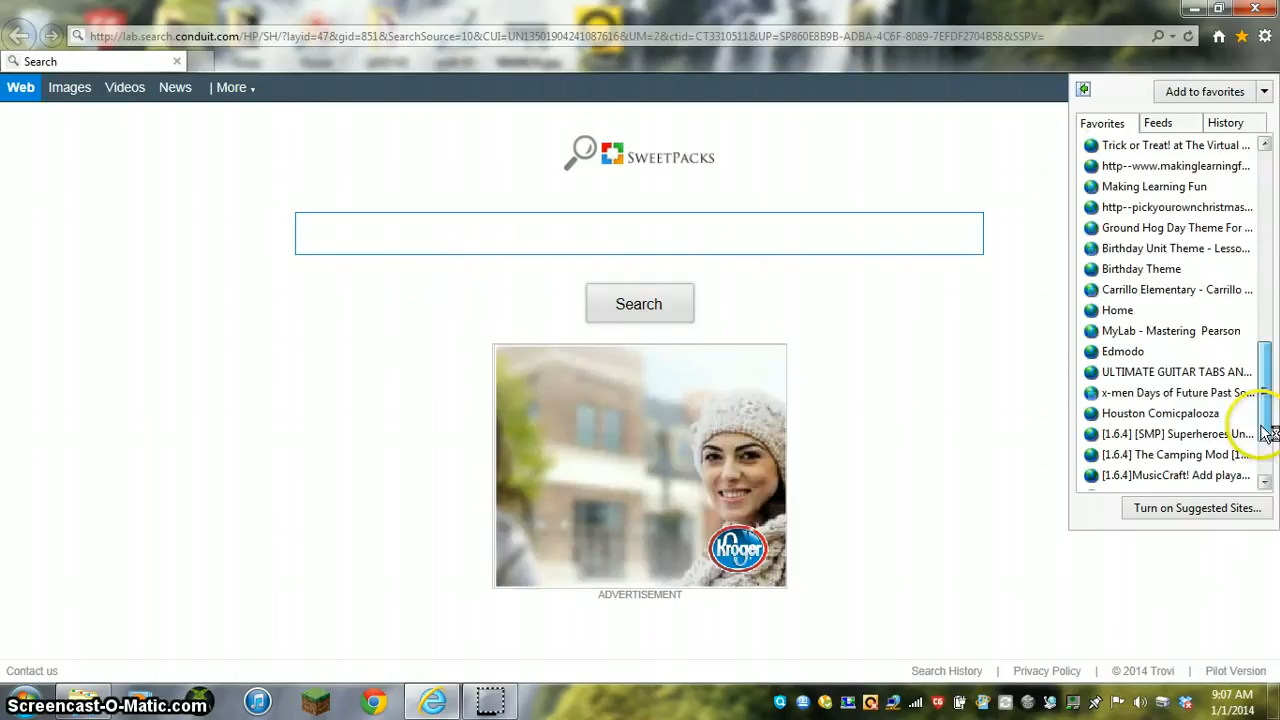 http://lab.search.conduit.com/HP/SH/?layid=47&gid=851&SearchSource=10&CUI=UN13501904241087616&UM=2&ctid=CT3310511&UP=SP860E8B9B-ADBA-4C6F-8089-7EFDF2704B58&SSPV=
Search
Web Images Videos News | More
Add to favorites
Favorites Feeds History
SWEETPACKS
Trick or Treat! at The Virtual ...
http--www.makinglearningf...
Making Learning Fun
http--pickyourownchristmas...
Ground Hog Day Theme For ...
Birthday Unit Theme - Lesso...
Birthday Theme
Carrillo Elementary - Carrillo ...
Home
MyLab - Mastering Pearson
Edmodo
ULTIMATE GUITAR TABS AN...
x-men Days of Future Past So...
Houston Comicpalooza
[1.6.4] [SMP] Superheroes Un...
[1.6.4] The Camping Mod [1....
[1.6.4]MusicCraft! Add playa...
Turn on Suggested Sites...
Search
Kroger
ADVERTISEMENT
Contact us
Search History | Privacy Policy | © 2014 Trovi | Pilot Version
Screencast-O-Matic.com
9:07 AM
1/1/2014